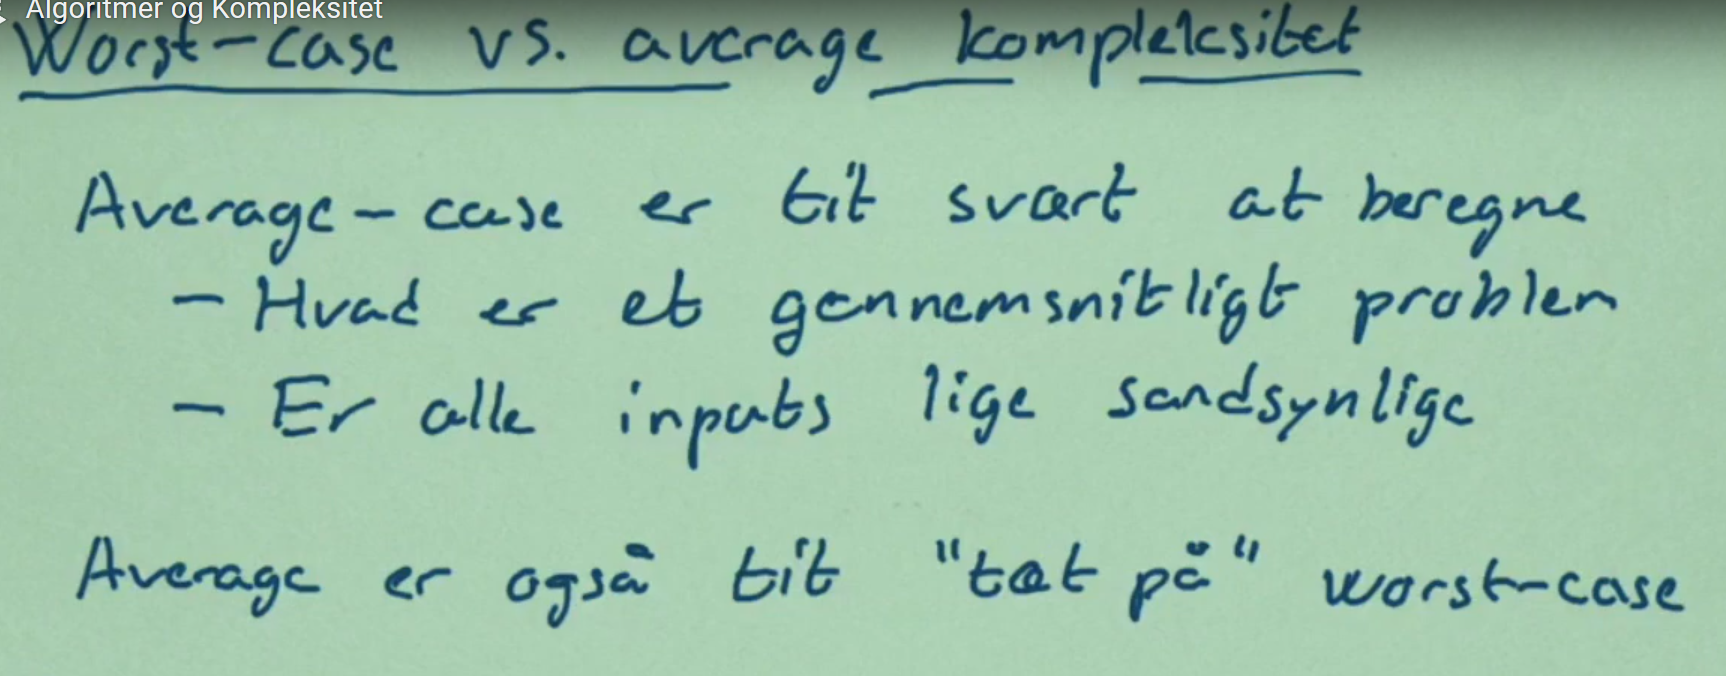 Algoritmer og Kompleksitet
Worst-case vs. average kompleksitet
Average-case er tit svært at beregne
- Hvad er et gennemsnitligt problem
- Er alle inputs lige sandsynlige
Average er også tit "tæt på" worst-case